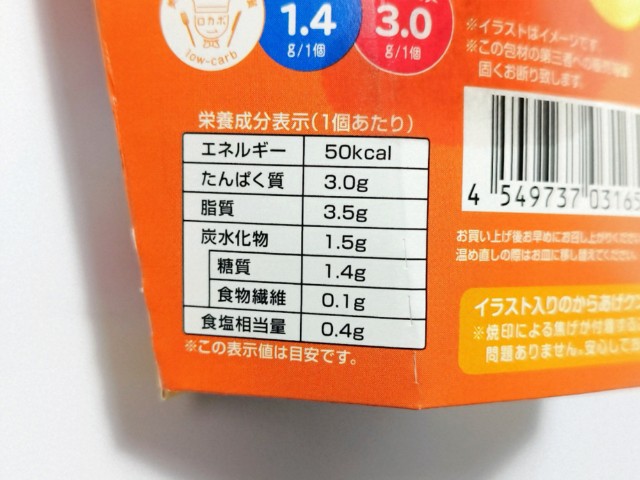 ロカボ
low-carb
1.4
g/1個
3.0
g/1個
※イラストはイメージです。
※この包材の第三者への
固くお断り致します。
栄養成分表示(1個あたり)
エネルギー 50kcal
たんぱく質 3.0g
脂質 3.5g
炭水化物 1.5g
糖質 1.4g
食物繊維 0.1g
食塩相当量 0.4g
※この表示値は目安です。
4 549737 03165
お買い上げ後お早めにお召し上がりくださ
温め直しの際はお皿に移し替えてください
イラスト入りのからあげク
※焼印による焦げが付着する
問題ありません。安心してお